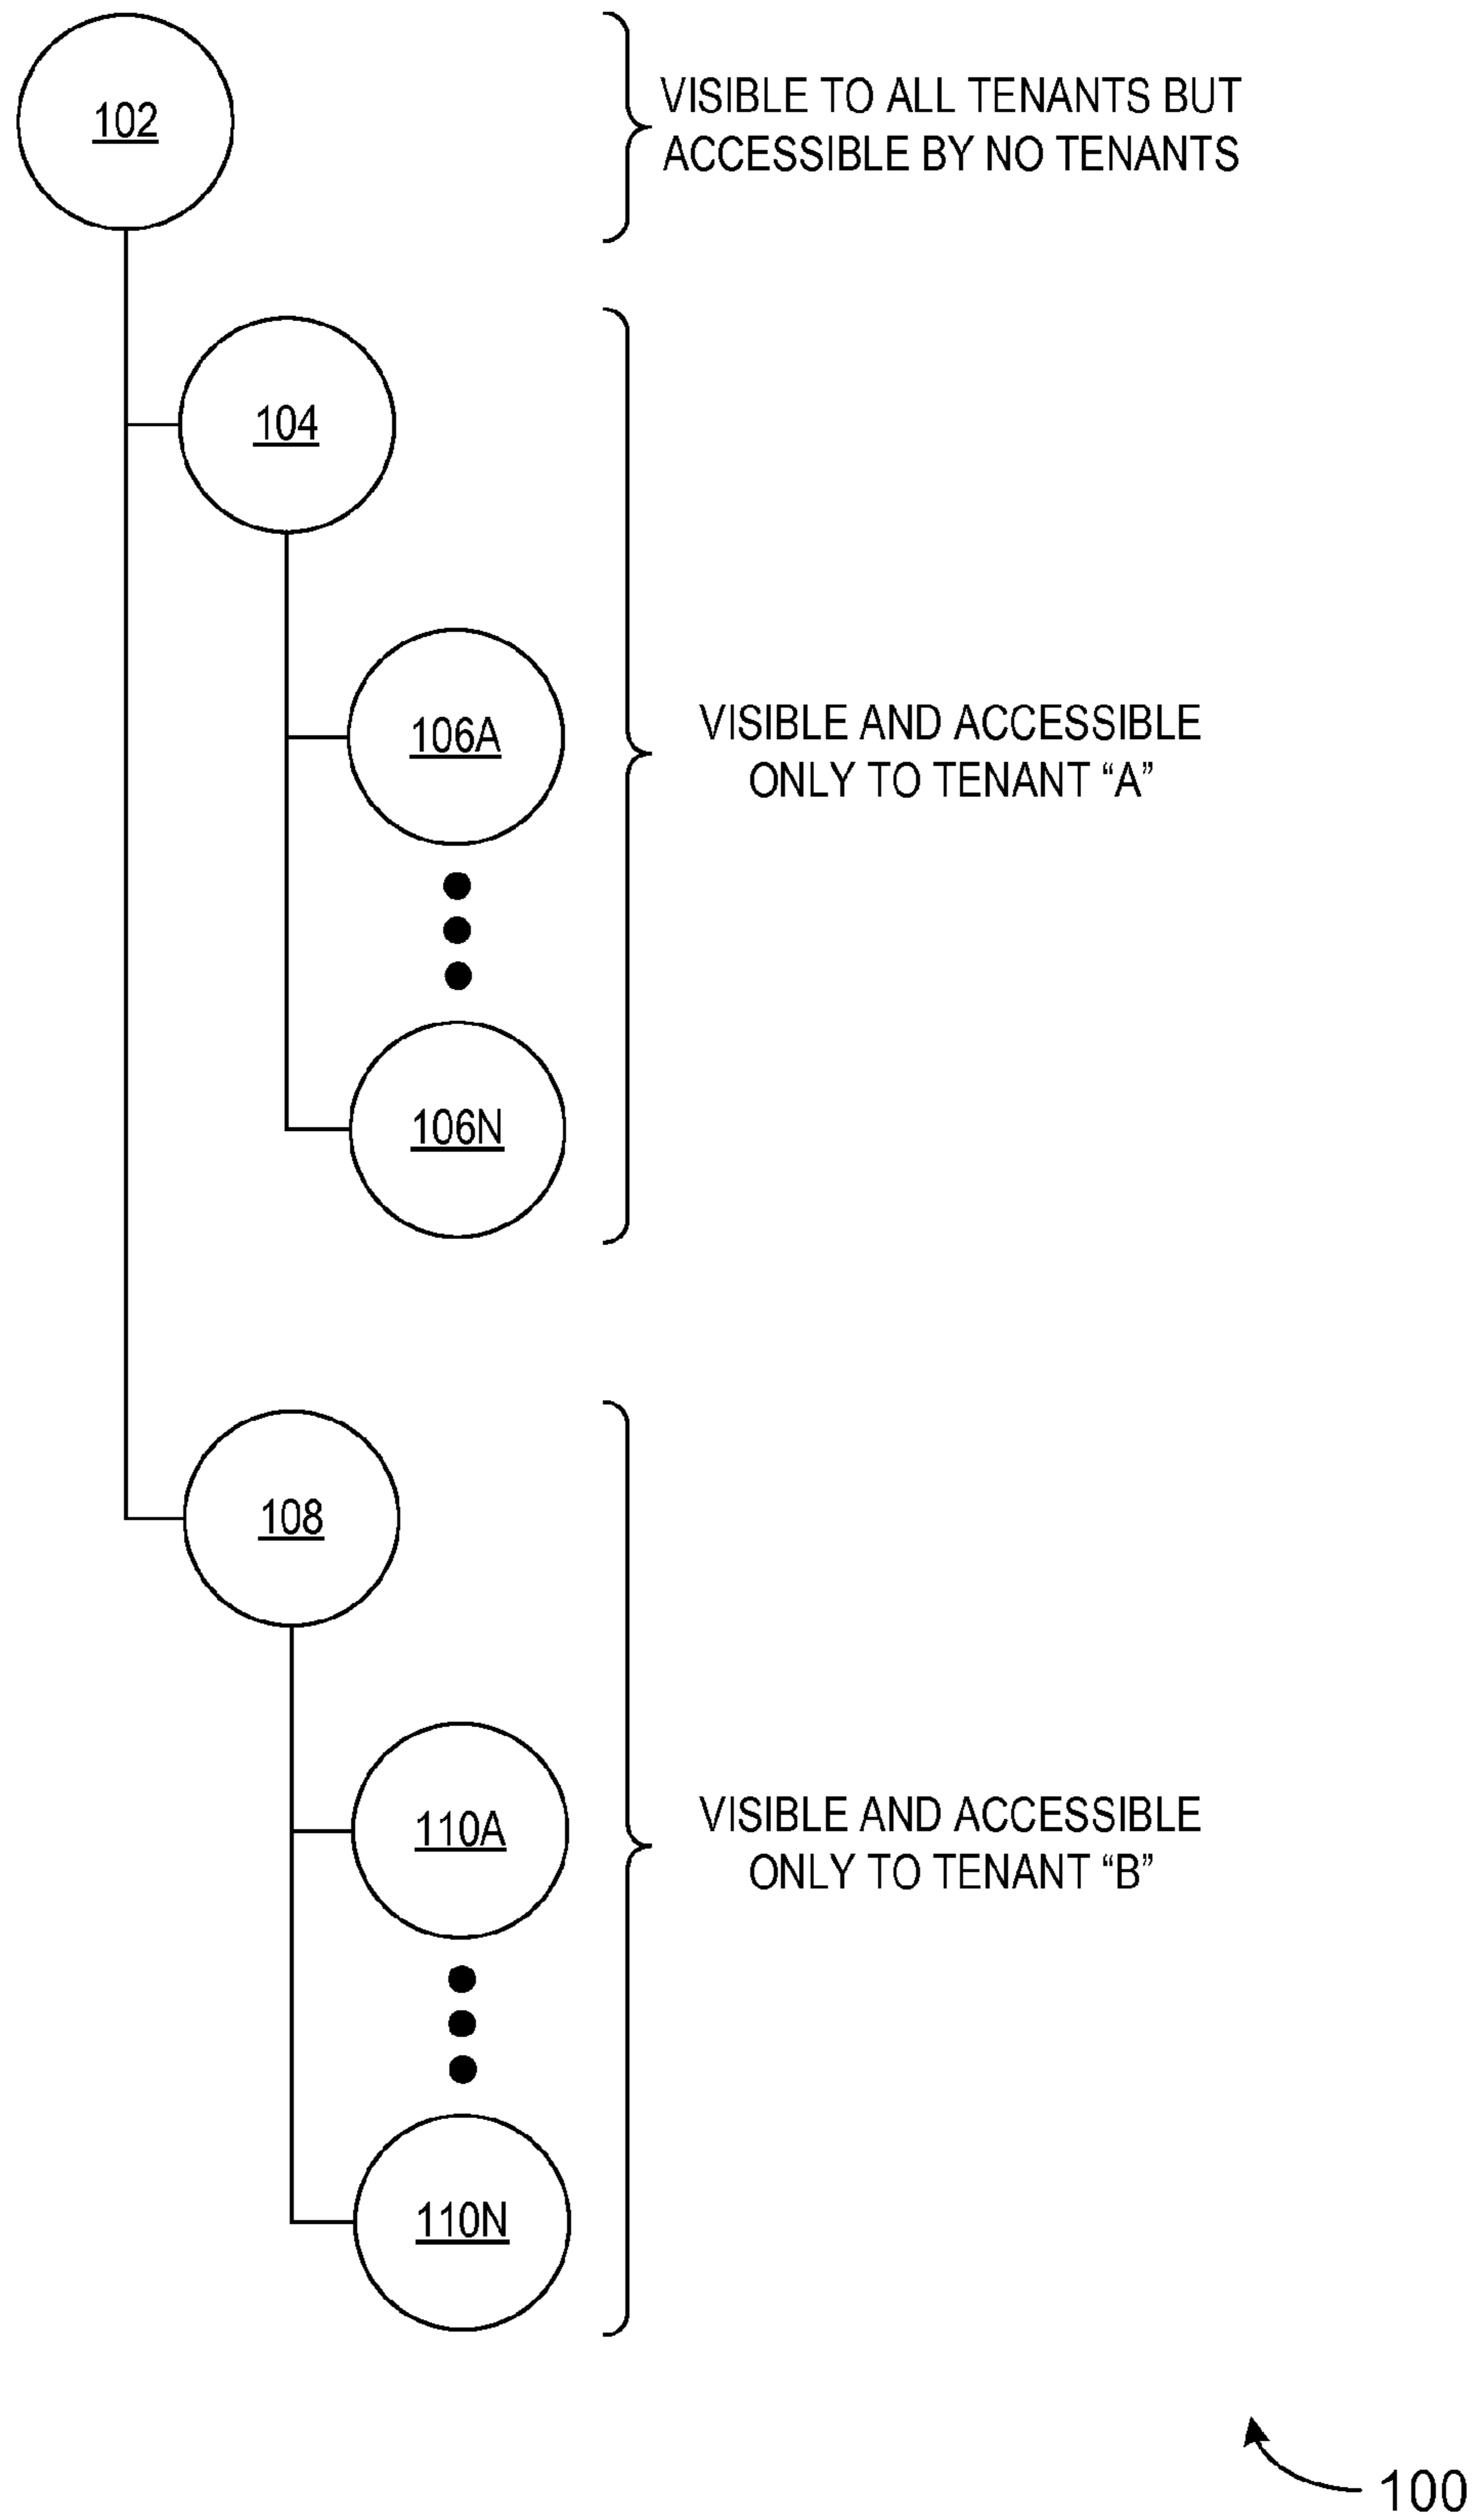 102
VISIBLE TO ALL TENANTS BUT
ACCESSIBLE BY NO TENANTS
104
106A
VISIBLE AND ACCESSIBLE
ONLY TO TENANT “A”
106N
108
110A
VISIBLE AND ACCESSIBLE
ONLY TO TENANT “B”
110N
100